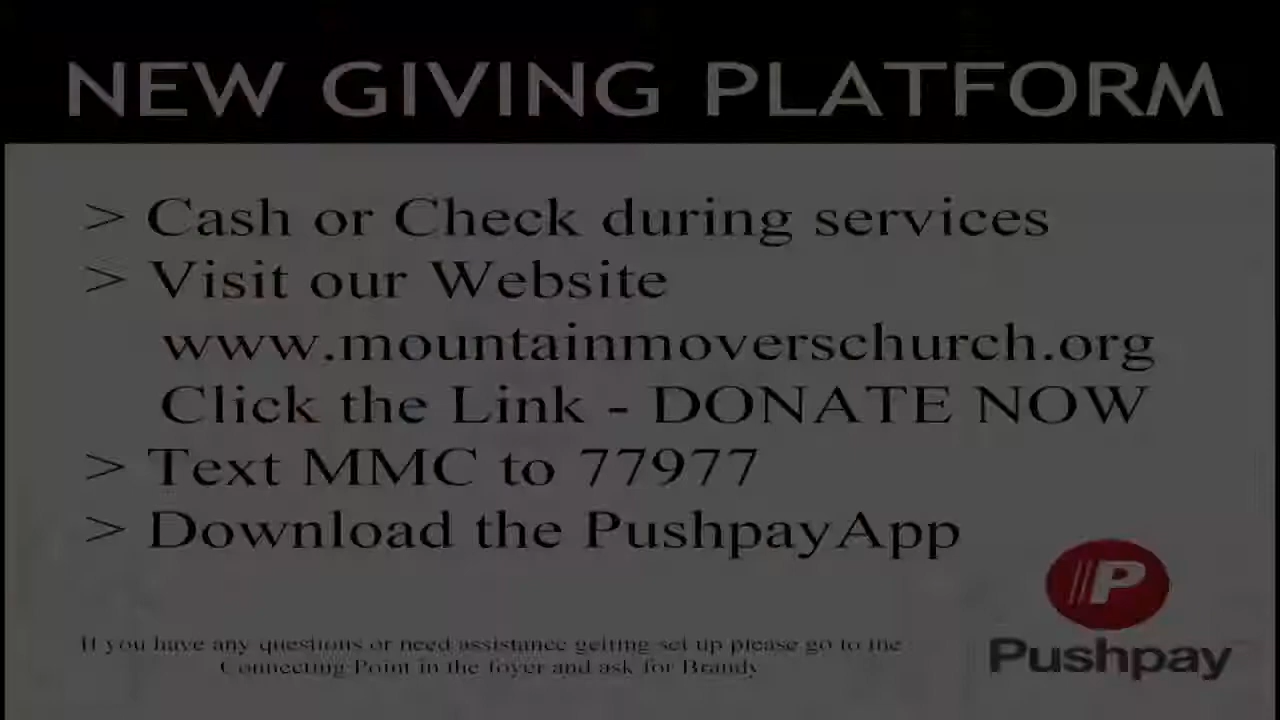 NEW GIVING PLATFORM
> Cash or Check during services
> Visit our Website
www.mountainmoverschurch.org
Click the Link - DONATE NOW
> Text MMC to 77977
> Download the Pushpay App
If you have any questions or need assistance getting set up please go to the
Connecting Point in the foyer and ask for Brandy
P
Pushpay